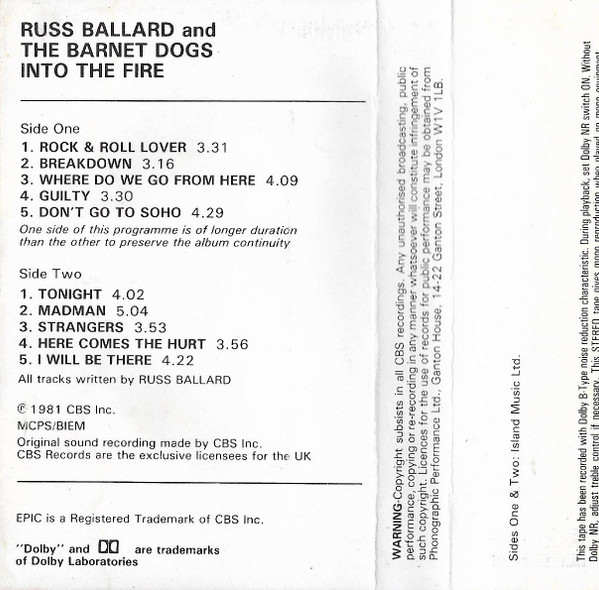 RUSS BALLARD and
THE BARNET DOGS
INTO THE FIRE
Side One
1. ROCK & ROLL LOVER 3.31
2. BREAKDOWN 3.16
3. WHERE DO WE GO FROM HERE 4.09
4. GUILTY 3.30
5. DON'T GO TO SOHO 4.29
One side of this programme is of longer duration
than the other to preserve the album continuity
Side Two
1. TONIGHT 4.02
2. MADMAN 5.04
3. STRANGERS 3.53
4. HERE COMES THE HURT 3.56
5. I WILL BE THERE 4.22
All tracks written by RUSS BALLARD
℗ 1981 CBS Inc.
MCPS/BIEM
Original sound recording made by CBS Inc.
CBS Records are the exclusive licensees for the UK
EPIC is a Registered Trademark of CBS Inc.
"Dolby" and are trademarks
of Dolby Laboratories
WARNING-Copyright subsists in all CBS recordings. Any unauthorised broadcasting, public
performance, copying or re-recording in any manner whatsoever will constitute infringement of
such copyright. Licences for the use of records for public performance may be obtained from
Phonographic Performance Ltd., Ganton House, 14-22 Ganton Street, London W1V 1LB.
Sides One & Two: Island Music Ltd.
This tape has been recorded with Dolby B-Type noise reduction characteristic. During playback, set Dolby NR switch ON. Without
Dolby NR, adjust treble control if necessary. This STEREO tape gives mono reproduction when played on mono equipment.